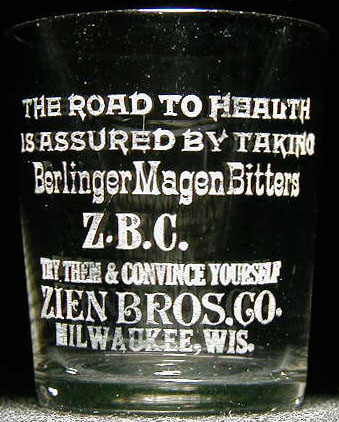 THE ROAD TO HEALTH
IS ASSURED BY TAKING
Berlinger Magen Bitters
Z.B.C.
TRY THEM & CONVINCE YOURSELF
ZIEN BROS. CO.
MILWAUKEE, WIS.